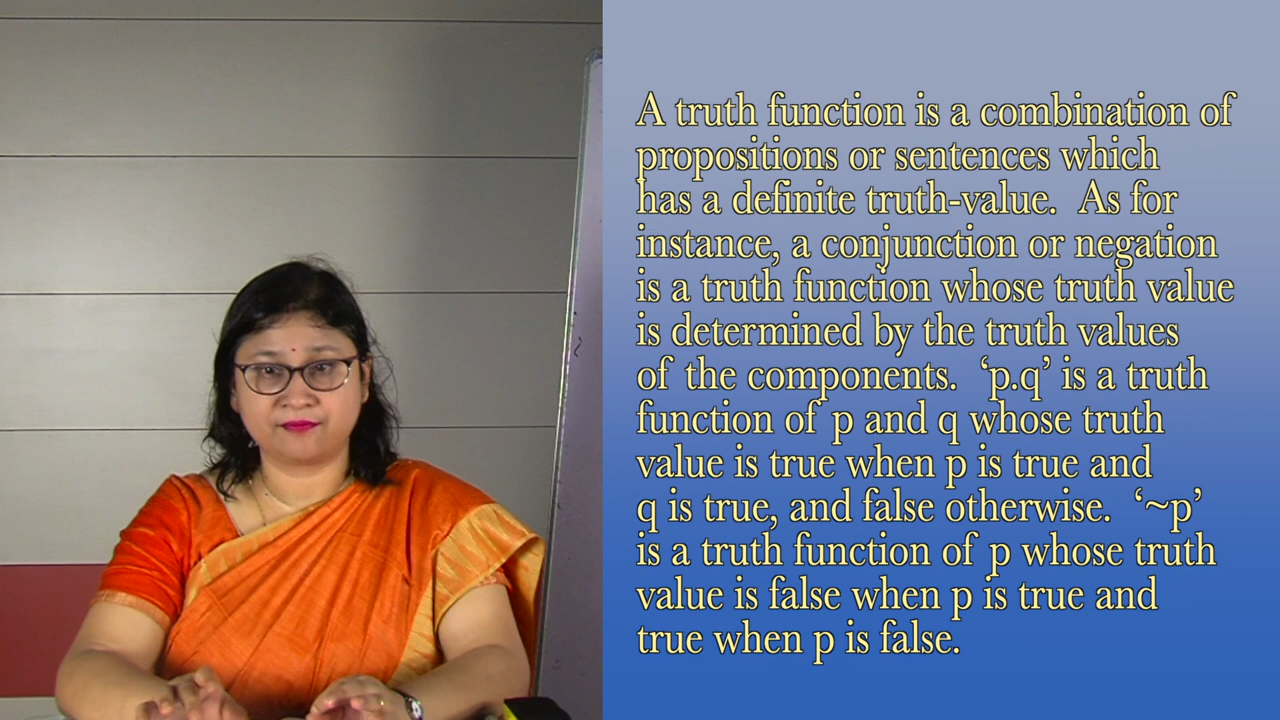 A truth function is a combination of
propositions or sentences which
has a definite truth-value.  As for
instance, a conjunction or negation
is a truth function whose truth value
is determined by the truth values
of the components.  ‘p.q’ is a truth
function of p and q whose truth
value is true when p is true and
q is true, and false otherwise.  ‘~p’
is a truth function of p whose truth
value is false when p is true and
true when p is false.